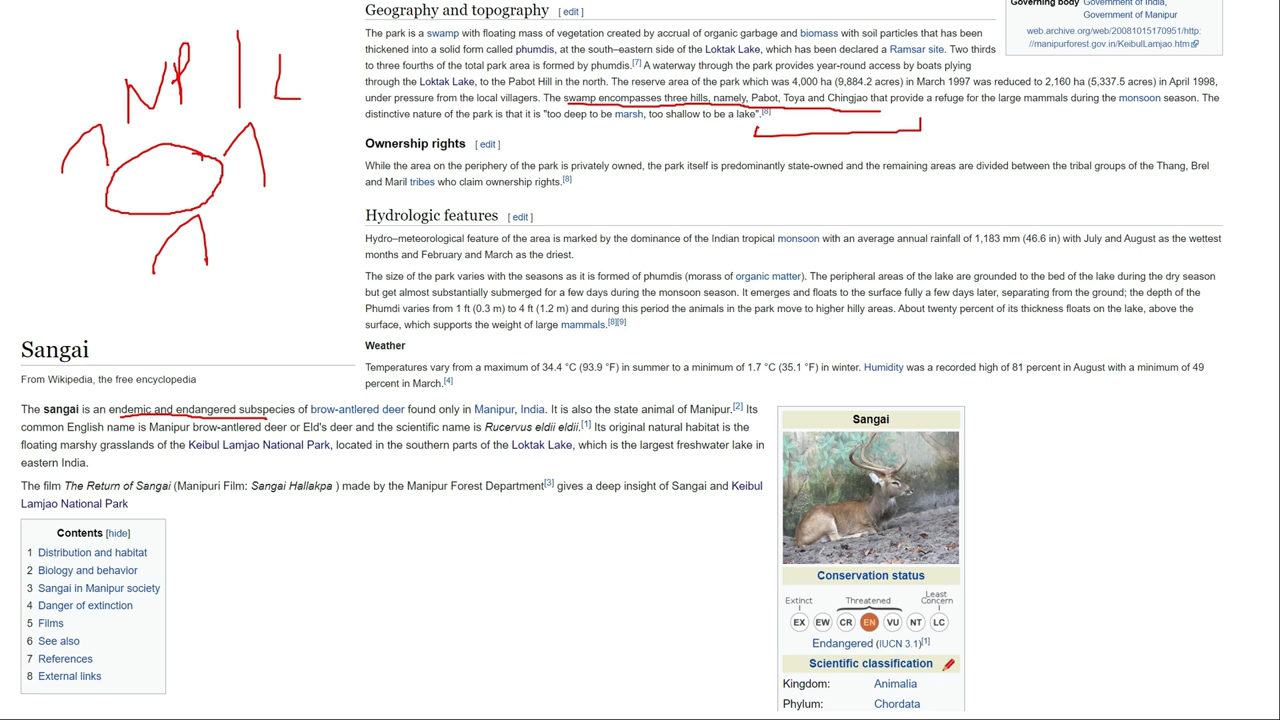 Geography and topography [ edit ]
The park is a swamp with floating mass of vegetation created by accrual of organic garbage and biomass with soil particles that has been
thickened into a solid form called phumdis, at the south–eastern side of the Loktak Lake, which has been declared a Ramsar site. Two thirds
to three fourths of the total park area is formed by phumdis.[7] A waterway through the park provides year-round access by boats plying
through the Loktak Lake, to the Pabot Hill in the north. The reserve area of the park which was 4,000 ha (9,884.2 acres) in March 1997 was reduced to 2,160 ha (5,337.5 acres) in April 1998,
under pressure from the local villagers. The swamp encompasses three hills, namely, Pabot, Toya and Chingjao that provide a refuge for the large mammals during the monsoon season. The
distinctive nature of the park is that it is "too deep to be marsh, too shallow to be a lake".[8]
Governing body Government of India,
Government of Manipur
web.archive.org/web/20081015170951/http:
//manipurforest.gov.in/KeibulLamjao.htm
NP | L
Ownership rights [ edit ]
While the area on the periphery of the park is privately owned, the park itself is predominantly state-owned and the remaining areas are divided between the tribal groups of the Thang, Brel
and Maril tribes who claim ownership rights.[8]
Hydrologic features [ edit ]
Hydro–meteorological feature of the area is marked by the dominance of the Indian tropical monsoon with an average annual rainfall of 1,183 mm (46.6 in) with July and August as the wettest
months and February and March as the driest.
The size of the park varies with the seasons as it is formed of phumdis (morass of organic matter). The peripheral areas of the lake are grounded to the bed of the lake during the dry season
but get almost substantially submerged for a few days during the monsoon season. It emerges and floats to the surface fully a few days later, separating from the ground; the depth of the
Phumdi varies from 1 ft (0.3 m) to 4 ft (1.2 m) and during this period the animals in the park move to higher hilly areas. About twenty percent of its thickness floats on the lake, above the
surface, which supports the weight of large mammals.[8][9]
Weather
Temperatures vary from a maximum of 34.4 °C (93.9 °F) in summer to a minimum of 1.7 °C (35.1 °F) in winter. Humidity was a recorded high of 81 percent in August with a minimum of 49
percent in March.[4]
Sangai
From Wikipedia, the free encyclopedia
The sangai is an endemic and endangered subspecies of brow-antlered deer found only in Manipur, India. It is also the state animal of Manipur.[2] Its
common English name is Manipur brow-antlered deer or Eld's deer and the scientific name is Rucervus eldii eldii.[1] Its original natural habitat is the
floating marshy grasslands of the Keibul Lamjao National Park, located in the southern parts of the Loktak Lake, which is the largest freshwater lake in
eastern India.
The film The Return of Sangai (Manipuri Film: Sangai Hallakpa ) made by the Manipur Forest Department[3] gives a deep insight of Sangai and Keibul
Lamjao National Park
Contents [hide]
1 Distribution and habitat
2 Biology and behavior
3 Sangai in Manipur society
4 Danger of extinction
5 Films
6 See also
7 References
8 External links
Sangai
Conservation status
Extinct Threatened Least Concern
EX EW CR EN VU NT LC
Endangered (IUCN 3.1)[1]
Scientific classification
Kingdom: Animalia
Phylum: Chordata